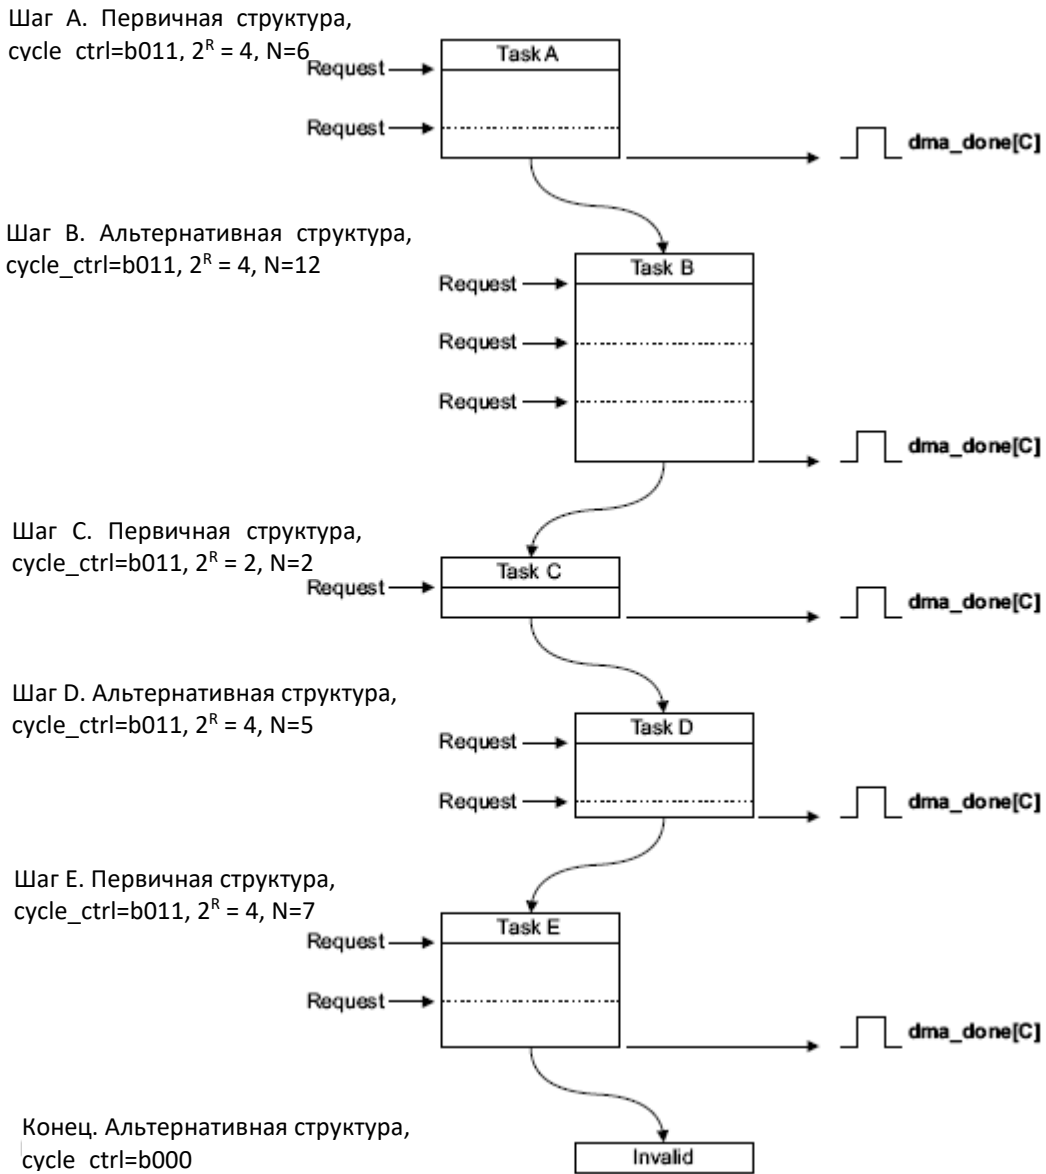 Шаг A. Первичная структура,
cycle ctrl=b011, 2ᴿ = 4, N=6
Task A
Request
Request
dma_done[C]
Шаг B. Альтернативная структура,
cycle_ctrl=b011, 2ᴿ = 4, N=12
Task B
Request
Request
Request
dma_done[C]
Шаг C. Первичная структура,
cycle_ctrl=b011, 2ᴿ = 2, N=2
Task C
Request
dma_done[C]
Шаг D. Альтернативная структура,
cycle_ctrl=b011, 2ᴿ = 4, N=5
Task D
Request
Request
dma_done[C]
Шаг E. Первичная структура,
cycle_ctrl=b011, 2ᴿ = 4, N=7
Task E
Request
Request
dma_done[C]
Конец. Альтернативная структура,
cycle ctrl=b000
Invalid